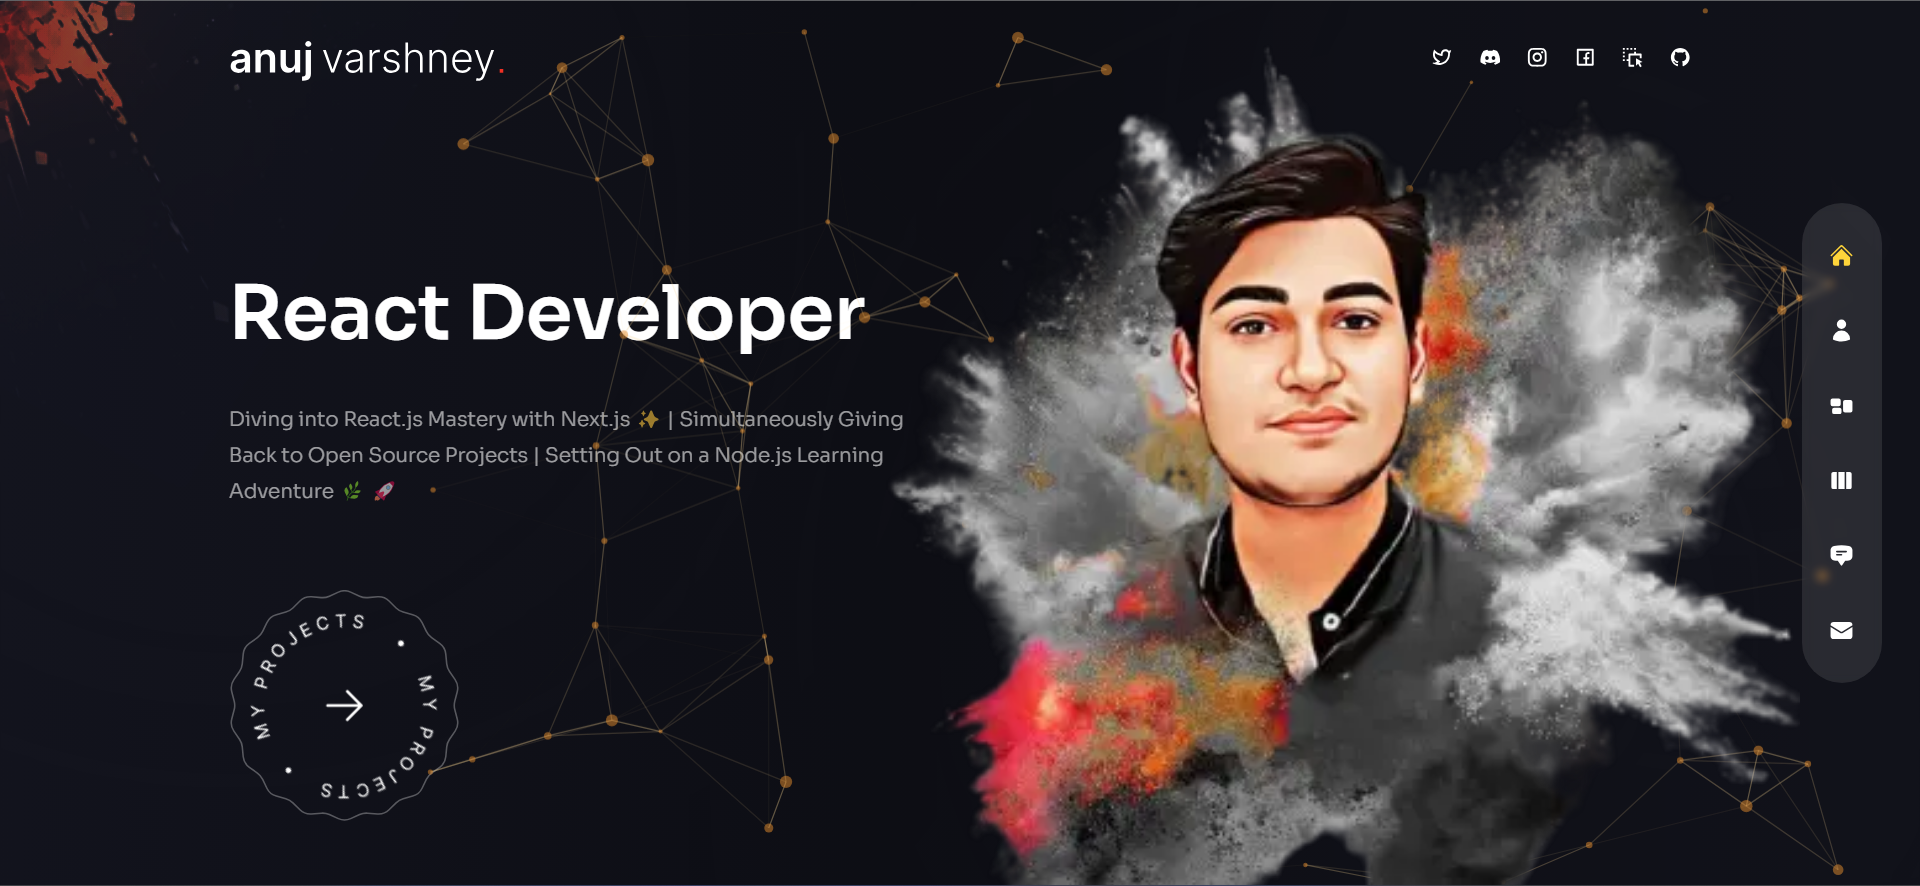 anuj varshney.
React Developer
Diving into React.js Mastery with Next.js ✨ | Simultaneously Giving
Back to Open Source Projects | Setting Out on a Node.js Learning
Adventure 🌿 🚀
MY PROJECTS • MY PROJECTS •